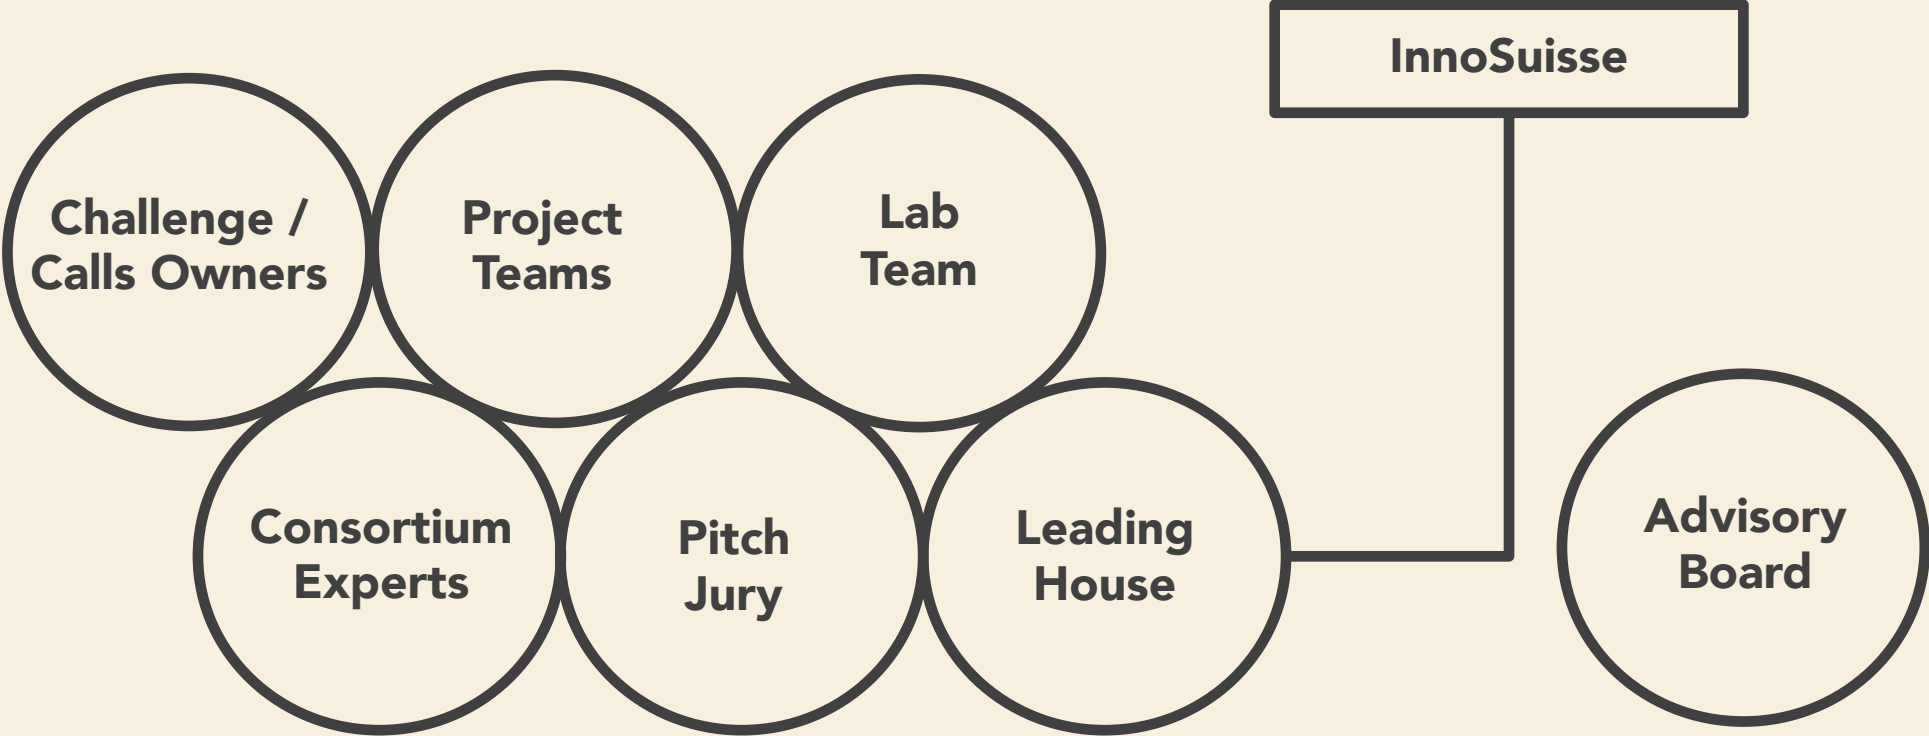 InnoSuisse
Challenge /
Calls Owners
Project
Teams
Lab
Team
Consortium
Experts
Pitch
Jury
Leading
House
Advisory
Board